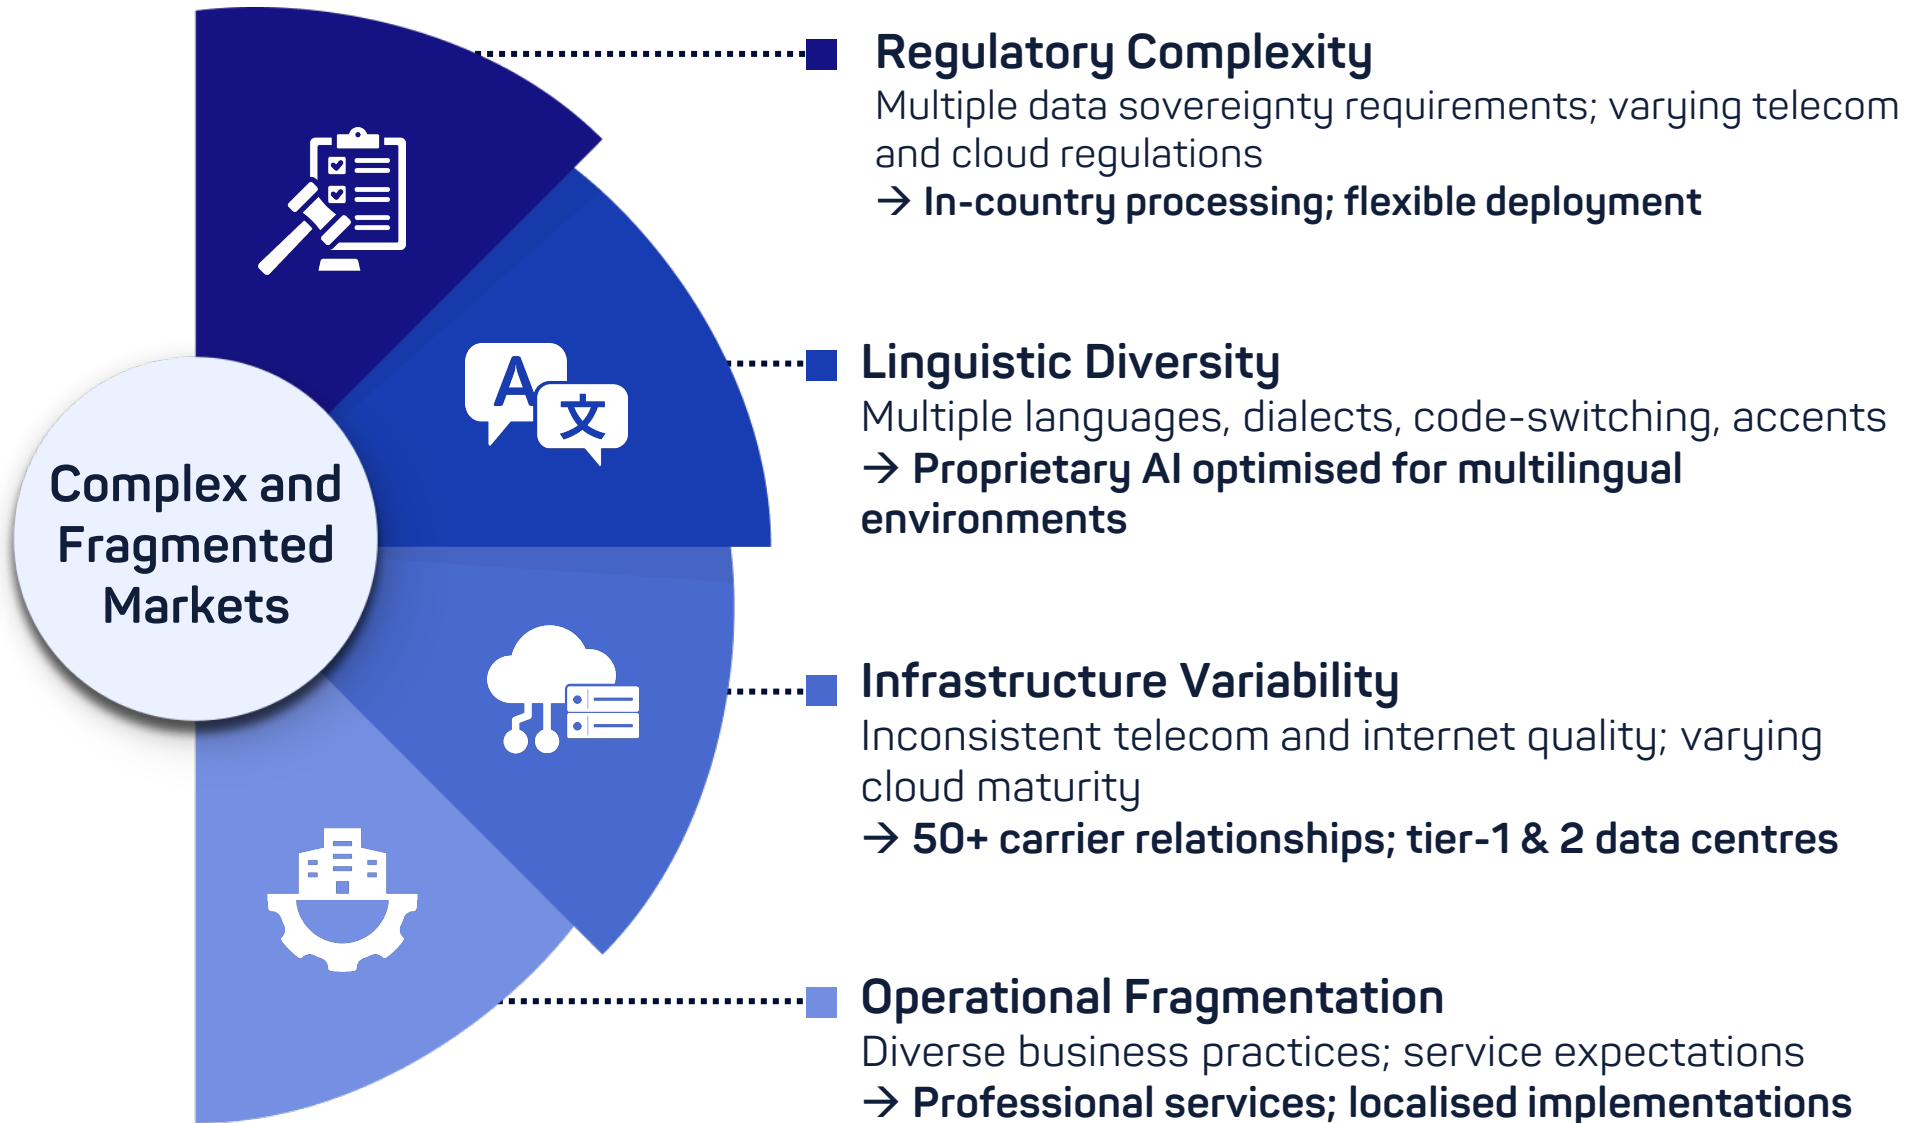 Complex and
Fragmented
Markets
Regulatory Complexity
Multiple data sovereignty requirements; varying telecom
and cloud regulations
→ In-country processing; flexible deployment
A
文
Linguistic Diversity
Multiple languages, dialects, code-switching, accents
→ Proprietary AI optimised for multilingual
environments
Infrastructure Variability
Inconsistent telecom and internet quality; varying
cloud maturity
→ 50+ carrier relationships; tier-1 & 2 data centres
Operational Fragmentation
Diverse business practices; service expectations
→ Professional services; localised implementations